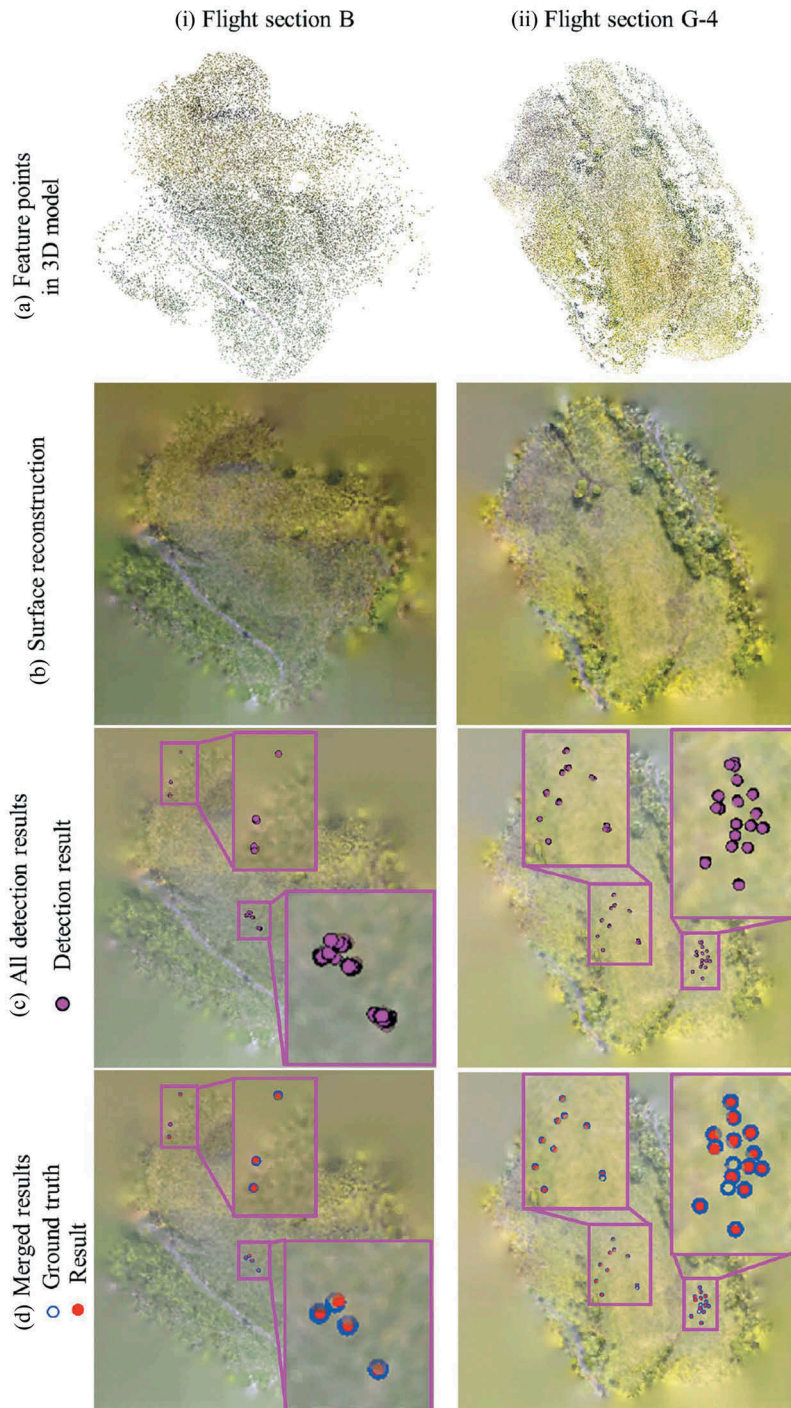 (i) Flight section B
(ii) Flight section G-4
(a) Feature points
in 3D model
(b) Surface reconstruction
(c) All detection results
Detection result
(d) Merged results
Ground truth
Result